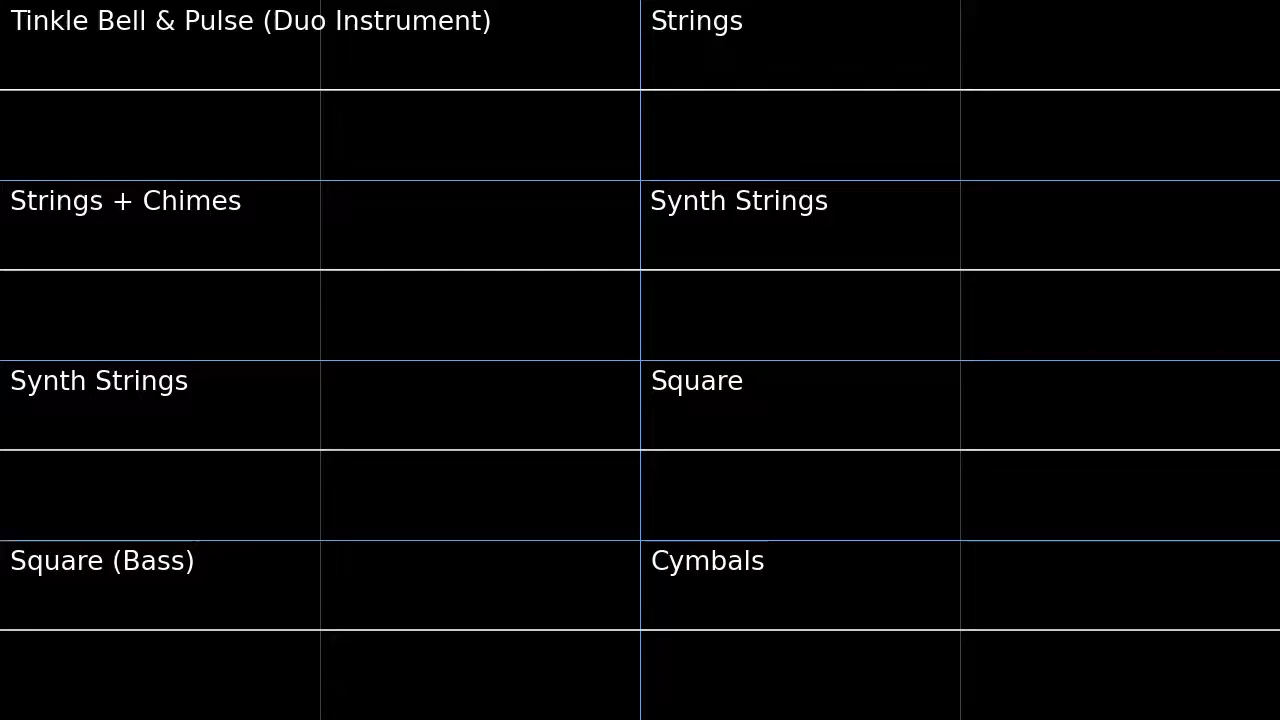 Tinkle Bell & Pulse (Duo Instrument)
Strings
Strings + Chimes
Synth Strings
Synth Strings
Square
Square (Bass)
Cymbals